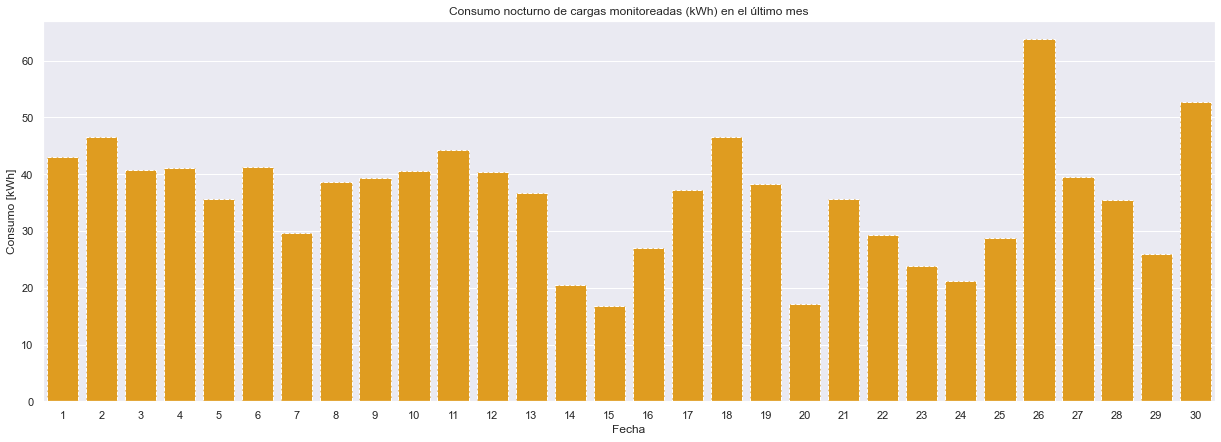 Consumo nocturno de cargas monitoreadas (kWh) en el último mes
Consumo [kWh]
60
50
40
30
20
10
0
1 2 3 4 5 6 7 8 9 10 11 12 13 14 15 16 17 18 19 20 21 22 23 24 25 26 27 28 29 30
Fecha